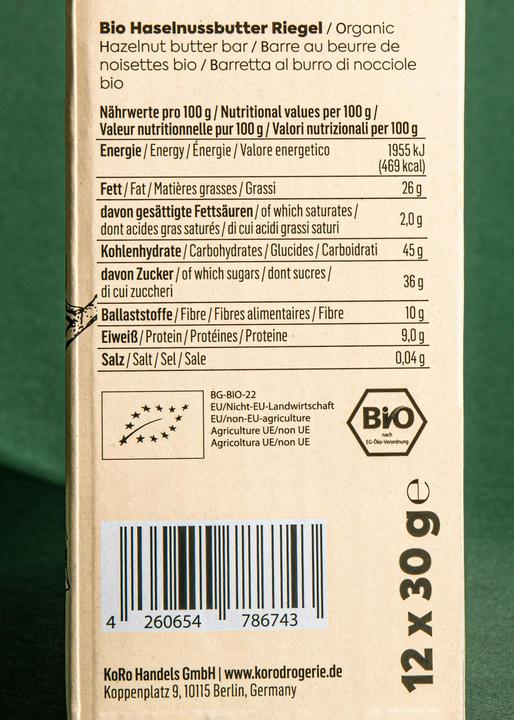 Bio Haselnussbutter Riegel / Organic
Hazelnut butter bar / Barre au beurre de
noisettes bio / Barretta al burro di nocciole
bio
Nährwerte pro 100 g / Nutritional values per 100 g /
Valeur nutritionnelle pur 100 g / Valori nutrizionali per 100 g
Energie / Energy / Énergie / Valore energetico 1955 kJ
(469 kcal)
Fett / Fat / Matières grasses / Grassi 26 g
davon gesättigte Fettsäuren / of which saturates /
dont acides gras saturés / di cui acidi grassi saturi 2,0 g
Kohlenhydrate / Carbohydrates / Glucides / Carboidrati 45 g
davon Zucker / of which sugars / dont sucres /
di cui zuccheri 36 g
Ballaststoffe / Fibre / Fibres alimentaires / Fibre 10 g
Eiweiß / Protein / Protéines / Proteine 9,0 g
Salz / Salt / Sel / Sale 0,04 g
BG-BIO-22
EU/Nicht-EU-Landwirtschaft
EU/non-EU-agriculture
Agriculture UE/non UE
Agricoltura UE/non UE
Bio
nach
EG-Öko-Verordnung
12 x 30 g e
4 260654 786743
KoRo Handels GmbH | www.korodrogerie.de
Koppenplatz 9, 10115 Berlin, Germany